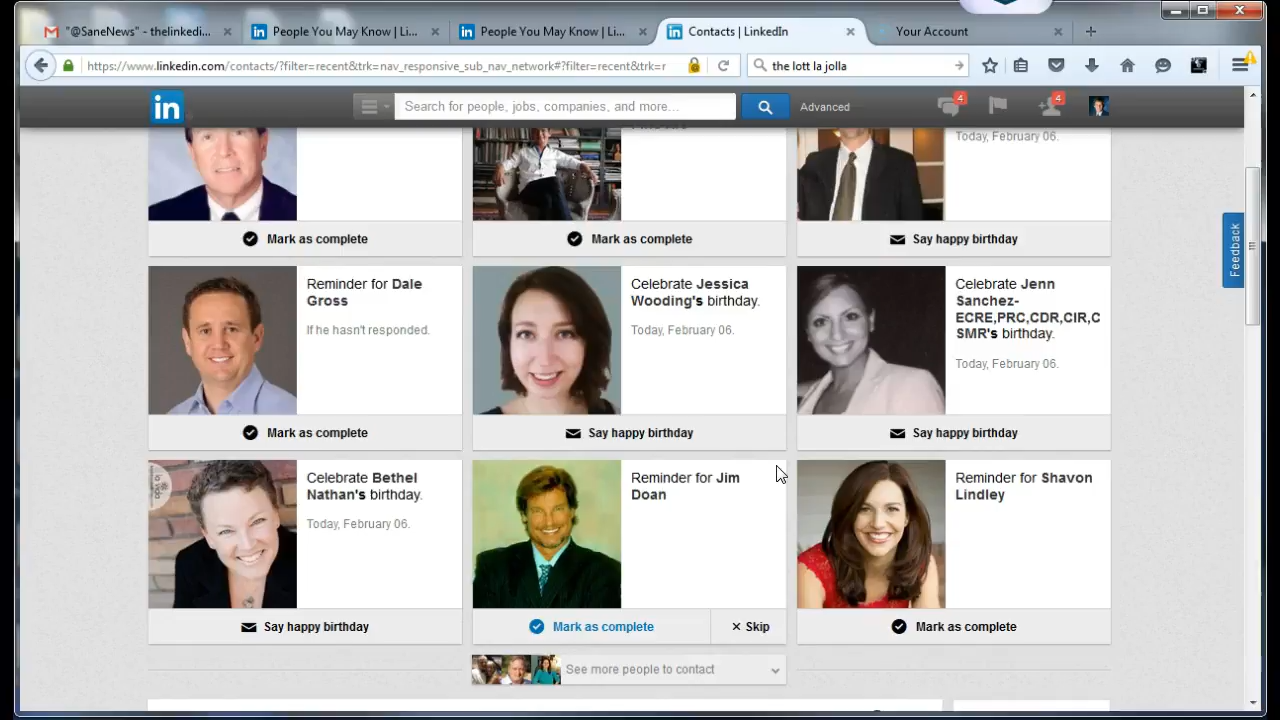 "@SaneNews" - thelinkedi...
People You May Know | Li...
People You May Know | Li...
Contacts | LinkedIn
Your Account
https://www.linkedin.com/contacts/?filter=recent&trk=nav_responsive_sub_nav_network#?filter=recent&trk=r
the lott la jolla
in
Search for people, jobs, companies, and more...
Advanced
4
4
Today, February 06.
Mark as complete
Mark as complete
Say happy birthday
Feedback
Reminder for Dale
Gross
If he hasn't responded.
Mark as complete
Celebrate Jessica
Wooding's birthday.
Today, February 06.
Say happy birthday
Celebrate Jenn
Sanchez-
ECRE,PRC,CDR,CIR,C
SMR's birthday.
Today, February 06.
Say happy birthday
Celebrate Bethel
Nathan's birthday.
Today, February 06.
Say happy birthday
Reminder for Jim
Doan
Mark as complete
Skip
Reminder for Shavon
Lindley
Mark as complete
See more people to contact